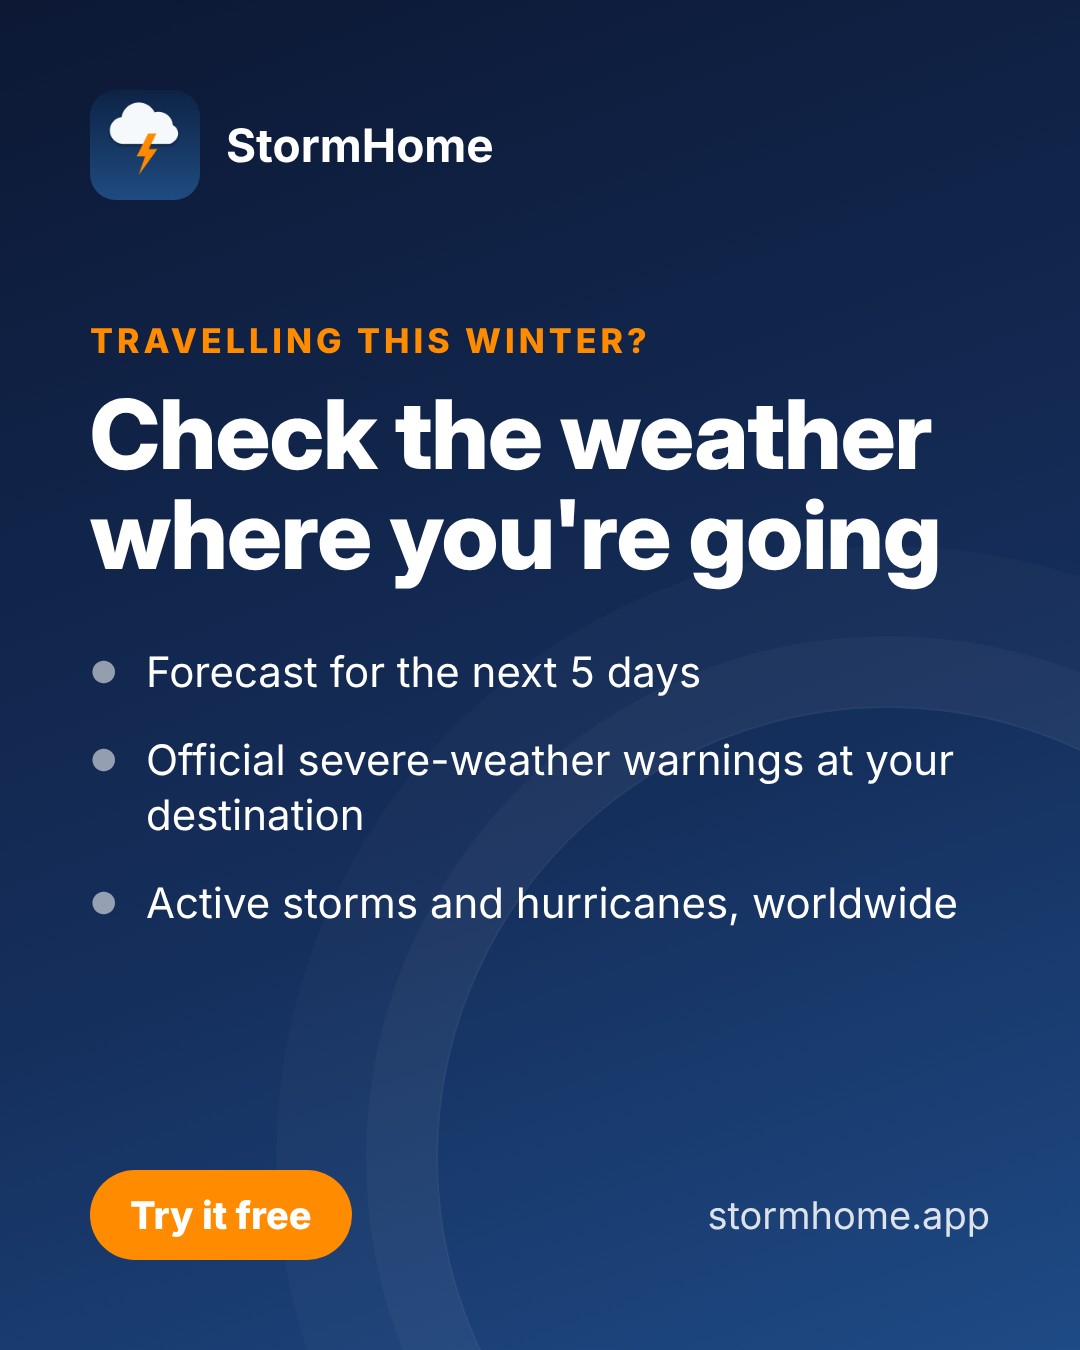 StormHome
TRAVELLING THIS WINTER?
Check the weather
where you're going
Forecast for the next 5 days
Official severe-weather warnings at your
destination
Active storms and hurricanes, worldwide
Try it free
stormhome.app